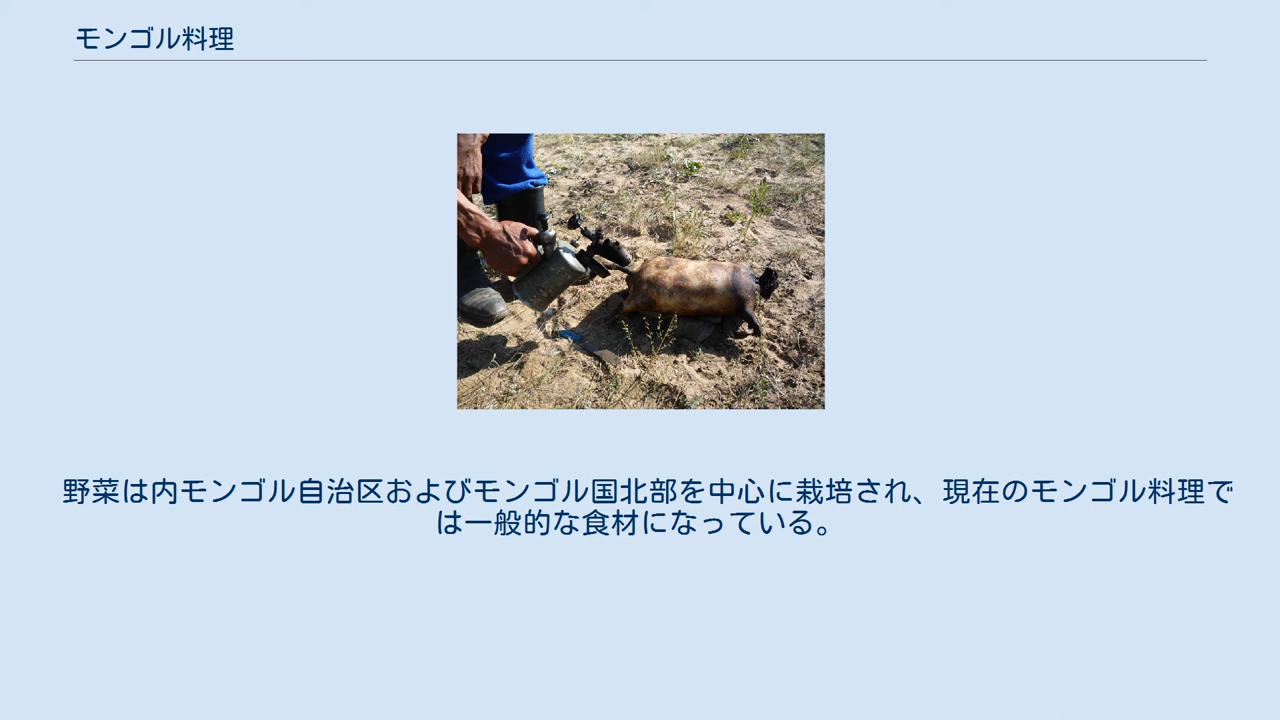 モンゴル料理
野菜は内モンゴル自治区およびモンゴル国北部を中心に栽培され、現在のモンゴル料理で
は一般的な食材になっている。